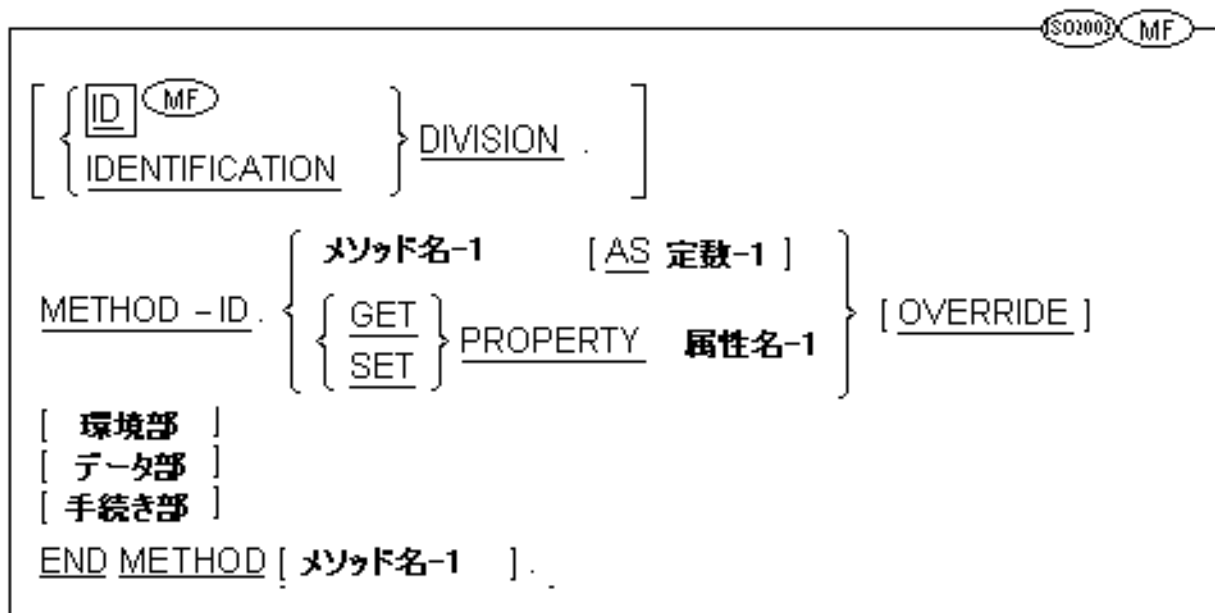 ISO2002 MF
[ { ID MF
IDENTIFICATION } DIVISION . ]
METHOD - ID . { メソッド名-1 [ AS 定数-1 ]
{ GET
SET } PROPERTY 属性名-1 } [ OVERRIDE ]
[ 環境部 ]
[ データ部 ]
[ 手続き部 ]
END METHOD [ メソッド名-1 ] .